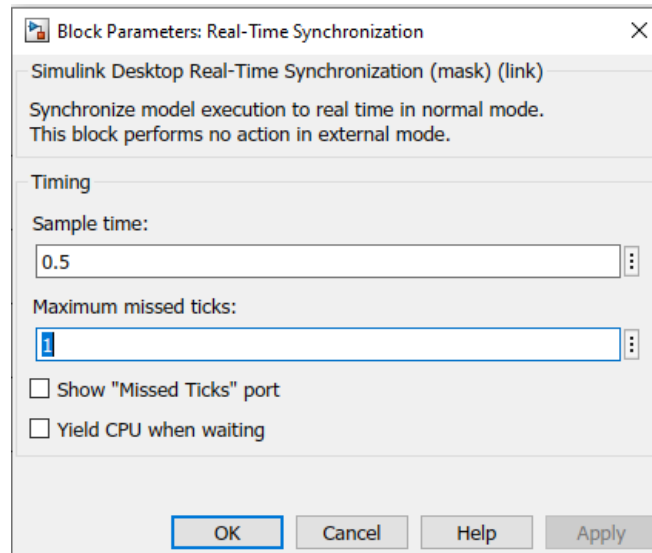 Block Parameters: Real-Time Synchronization
Simulink Desktop Real-Time Synchronization (mask) (link)
Synchronize model execution to real time in normal mode.
This block performs no action in external mode.
Timing
Sample time:
0.5
Maximum missed ticks:
1
Show "Missed Ticks" port
Yield CPU when waiting
OK Cancel Help Apply